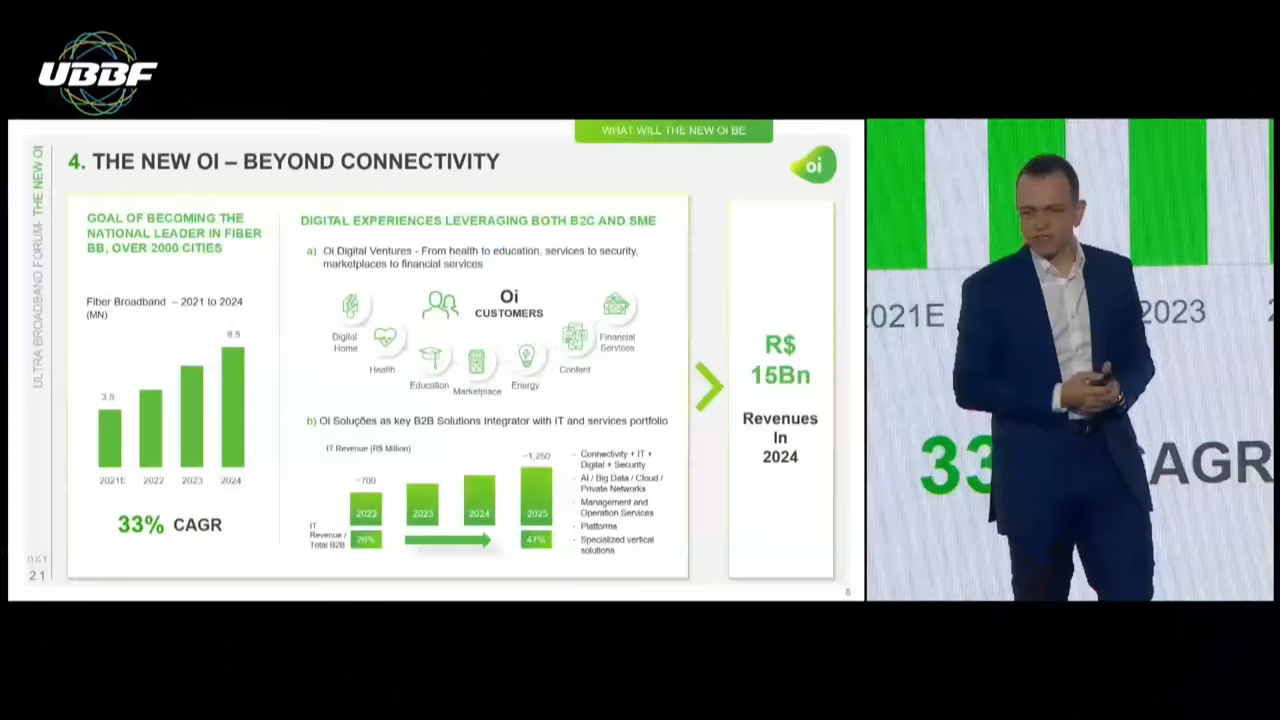 UBBF
WHAT WILL THE NEW OI BE
4. THE NEW OI – BEYOND CONNECTIVITY
oi
ULTRA BROADBAND FORUM- THE NEW OI
GOAL OF BECOMING THE
NATIONAL LEADER IN FIBER
BB, OVER 2000 CITIES
Fiber Broadband – 2021 to 2024
(MN)
8.5
3.5
2021E 2022 2023 2024
33% CAGR
DIGITAL EXPERIENCES LEVERAGING BOTH B2C AND SME
a) Oi Digital Ventures - From health to education, services to security,
marketplaces to financial services
Oi
CUSTOMERS
Digital
Home
Health
Education
Marketplace
Energy
Content
Financial
Services
b) Oi Soluções as key B2B Solutions Integrator with IT and services portfolio
IT Revenue (R$ Million)
~700
~1,250
2022 2023 2024 2025
IT
Revenue /
Total B2B
26%
47%
- Connectivity + IT +
Digital + Security
- AI / Big Data / Cloud /
Private Networks
- Management and
Operation Services
- Platforms
- Specialized vertical
solutions
R$
15Bn
Revenues
In
2024
OCT
21
8
021E
2023
2
33
CAGR